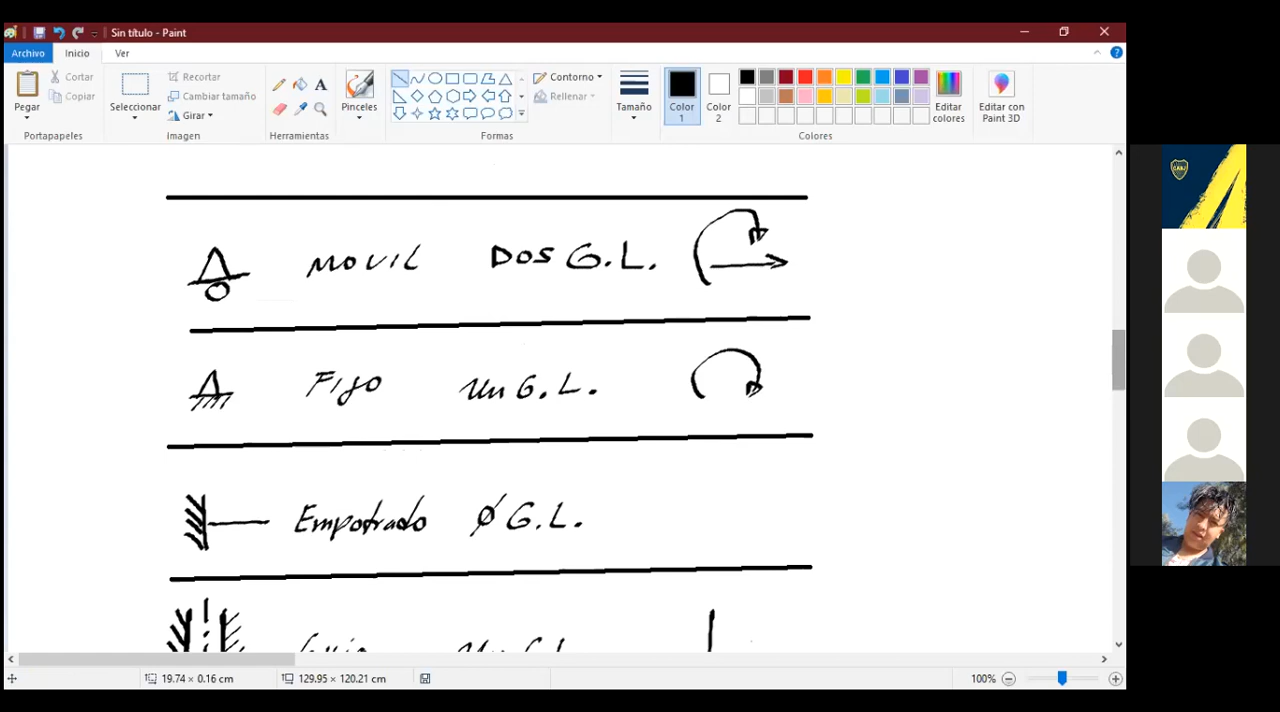 Sin título - Paint
Archivo Inicio Ver
Pegar
Cortar
Copiar
Portapapeles
Seleccionar
Recortar
Cambiar tamaño
Girar
Imagen
A
Herramientas
Pinceles
Contorno
Rellenar
Formas
Tamaño
Color 1
Color 2
Editar colores
Editar con Paint 3D
Colores
MOVIL DOS G.L.
FIJO Un G.L.
Empotrado Ø G.L.
Un G.L.
19.74 × 0.16 cm
129.95 × 120.21 cm
100%